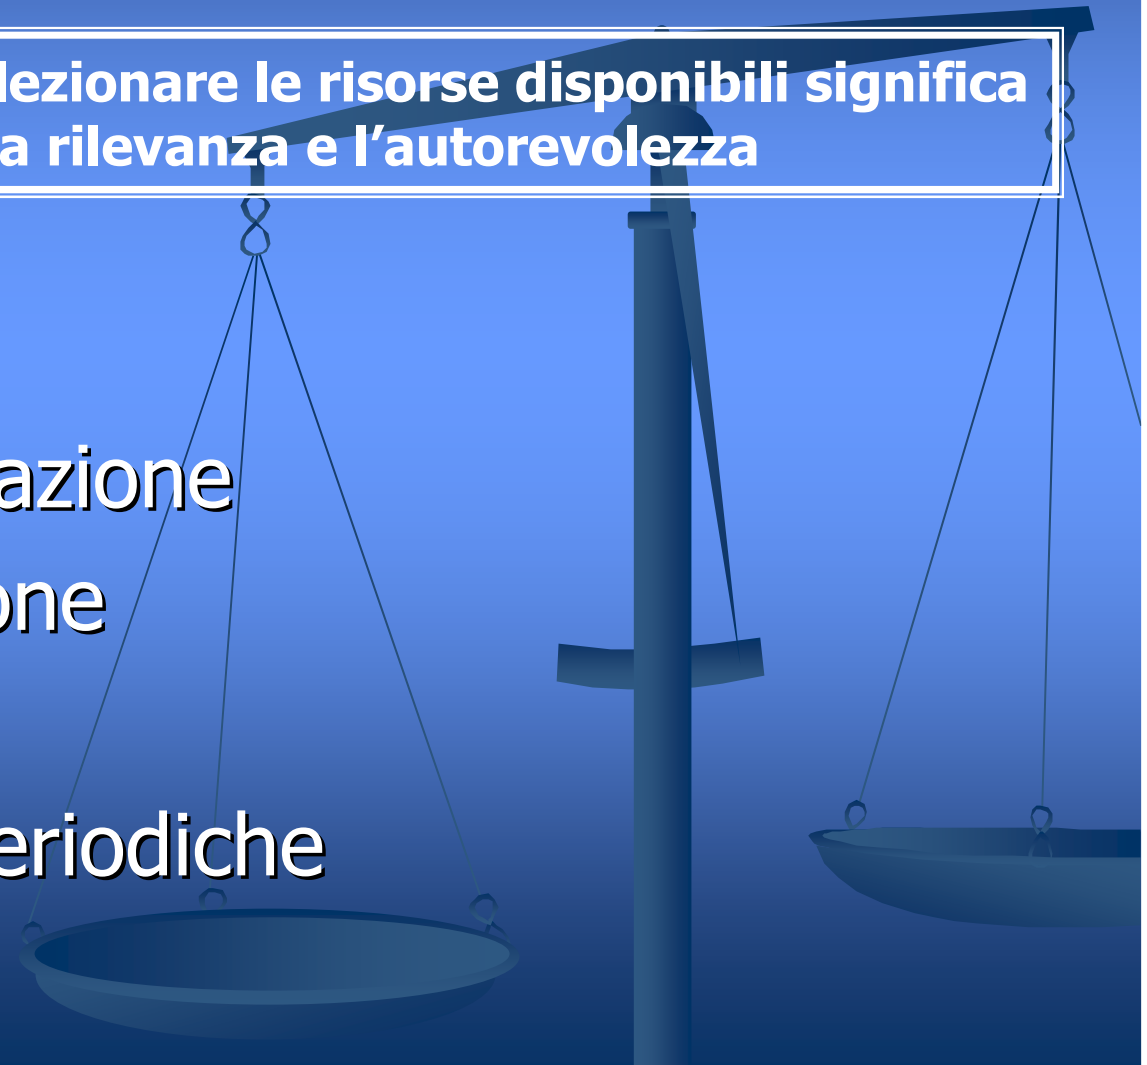 lezionare le risorse disponibili significa
a rilevanza e l’autorevolezza
azione
one
eriodiche